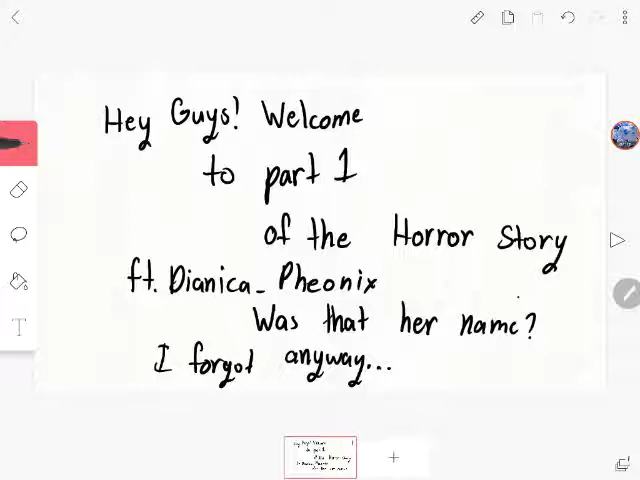 Hey Guys! Welcome
to part 1
of the Horror Story
ft. Dianica_Pheonix
Was that her name?
I forgot anyway...
T